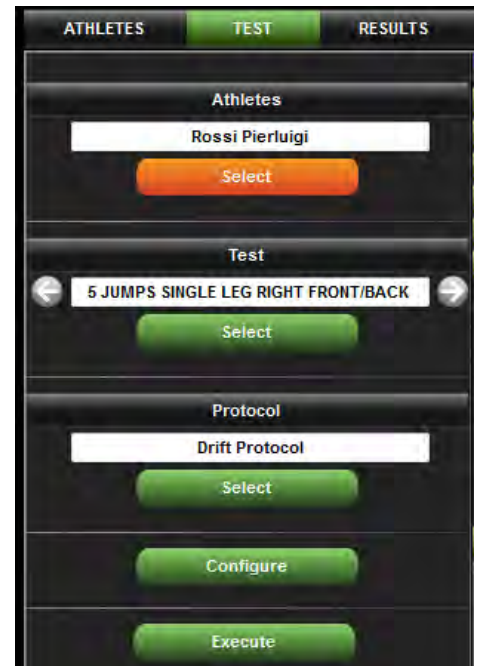 ATHLETES TEST RESULTS
Athletes
Rossi Pierluigi
Select
Test
5 JUMPS SINGLE LEG RIGHT FRONT/BACK
Select
Protocol
Drift Protocol
Select
Configure
Execute